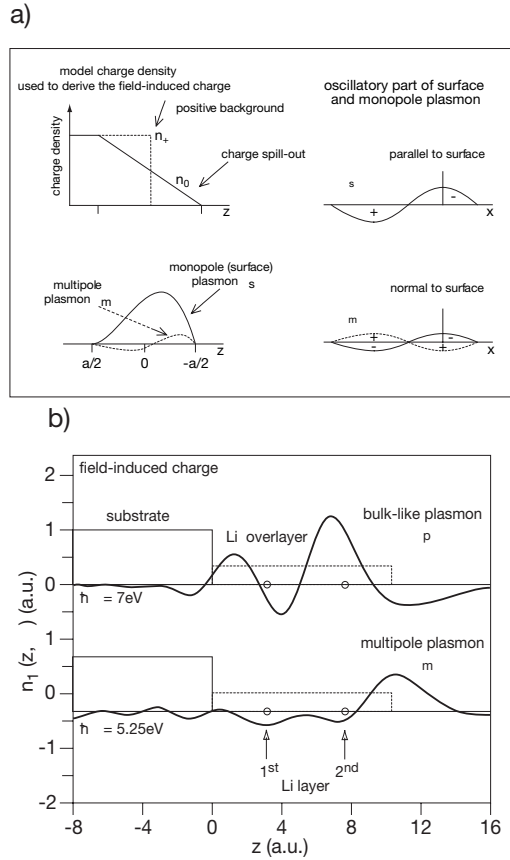 a)
model charge density
used to derive the field-induced charge
positive background
n+
charge density
n0
charge spill-out
z
multipole
plasmon m
monopole (surface)
plasmon s
z
a/2 0 -a/2
oscillatory part of surface
and monopole plasmon
parallel to surface
s
+ -
x
normal to surface
m
+ -
- +
x
b)
field-induced charge
substrate
Li overlayer
bulk-like plasmon
p
ħ = 7eV
multipole plasmon
m
ħ = 5.25eV
1st 2nd
Li layer
n1 (z, ) (a.u.)
2
1
0
1
0
-1
-2
-8 -4 0 4 8 12 16
z (a.u.)